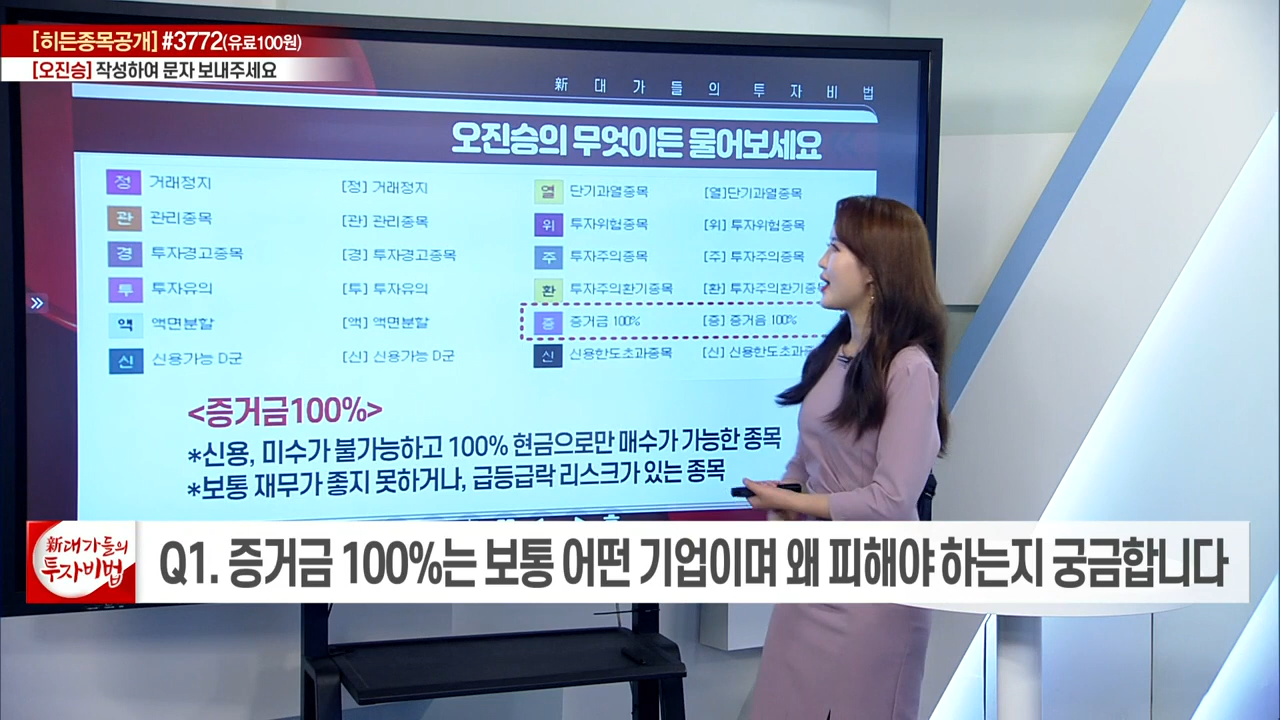 [히든종목공개] #3772(유료100원)
[오진승] 작성하여 문자 보내주세요
新 대 가 들 의 투 자 비 법
오진승의 무엇이든 물어보세요
정 거래정지 [정] 거래정지 열 단기과열종목 [열]단기과열종목
관 관리종목 [관] 관리종목 위 투자위험종목 [위] 투자위험종목
경 투자경고종목 [경] 투자경고종목 주 투자주의종목 [주] 투자주의종목
투 투자유의 [투] 투자유의 환 투자주의환기종목 [환] 투자주의환기종
액 액면분할 [액] 액면분할 증 증거금 100% [증] 증거음 100%
신 신용가능 D군 [신] 신용가능 D군 신 신용한도초과종목 [신] 신용한도초과
<증거금100%>
*신용, 미수가 불가능하고 100% 현금으로만 매수가 가능한 종목
*보통 재무가 좋지 못하거나, 급등급락 리스크가 있는 종목
新대가들의
투자비법
Q1. 증거금 100%는 보통 어떤 기업이며 왜 피해야 하는지 궁금합니다